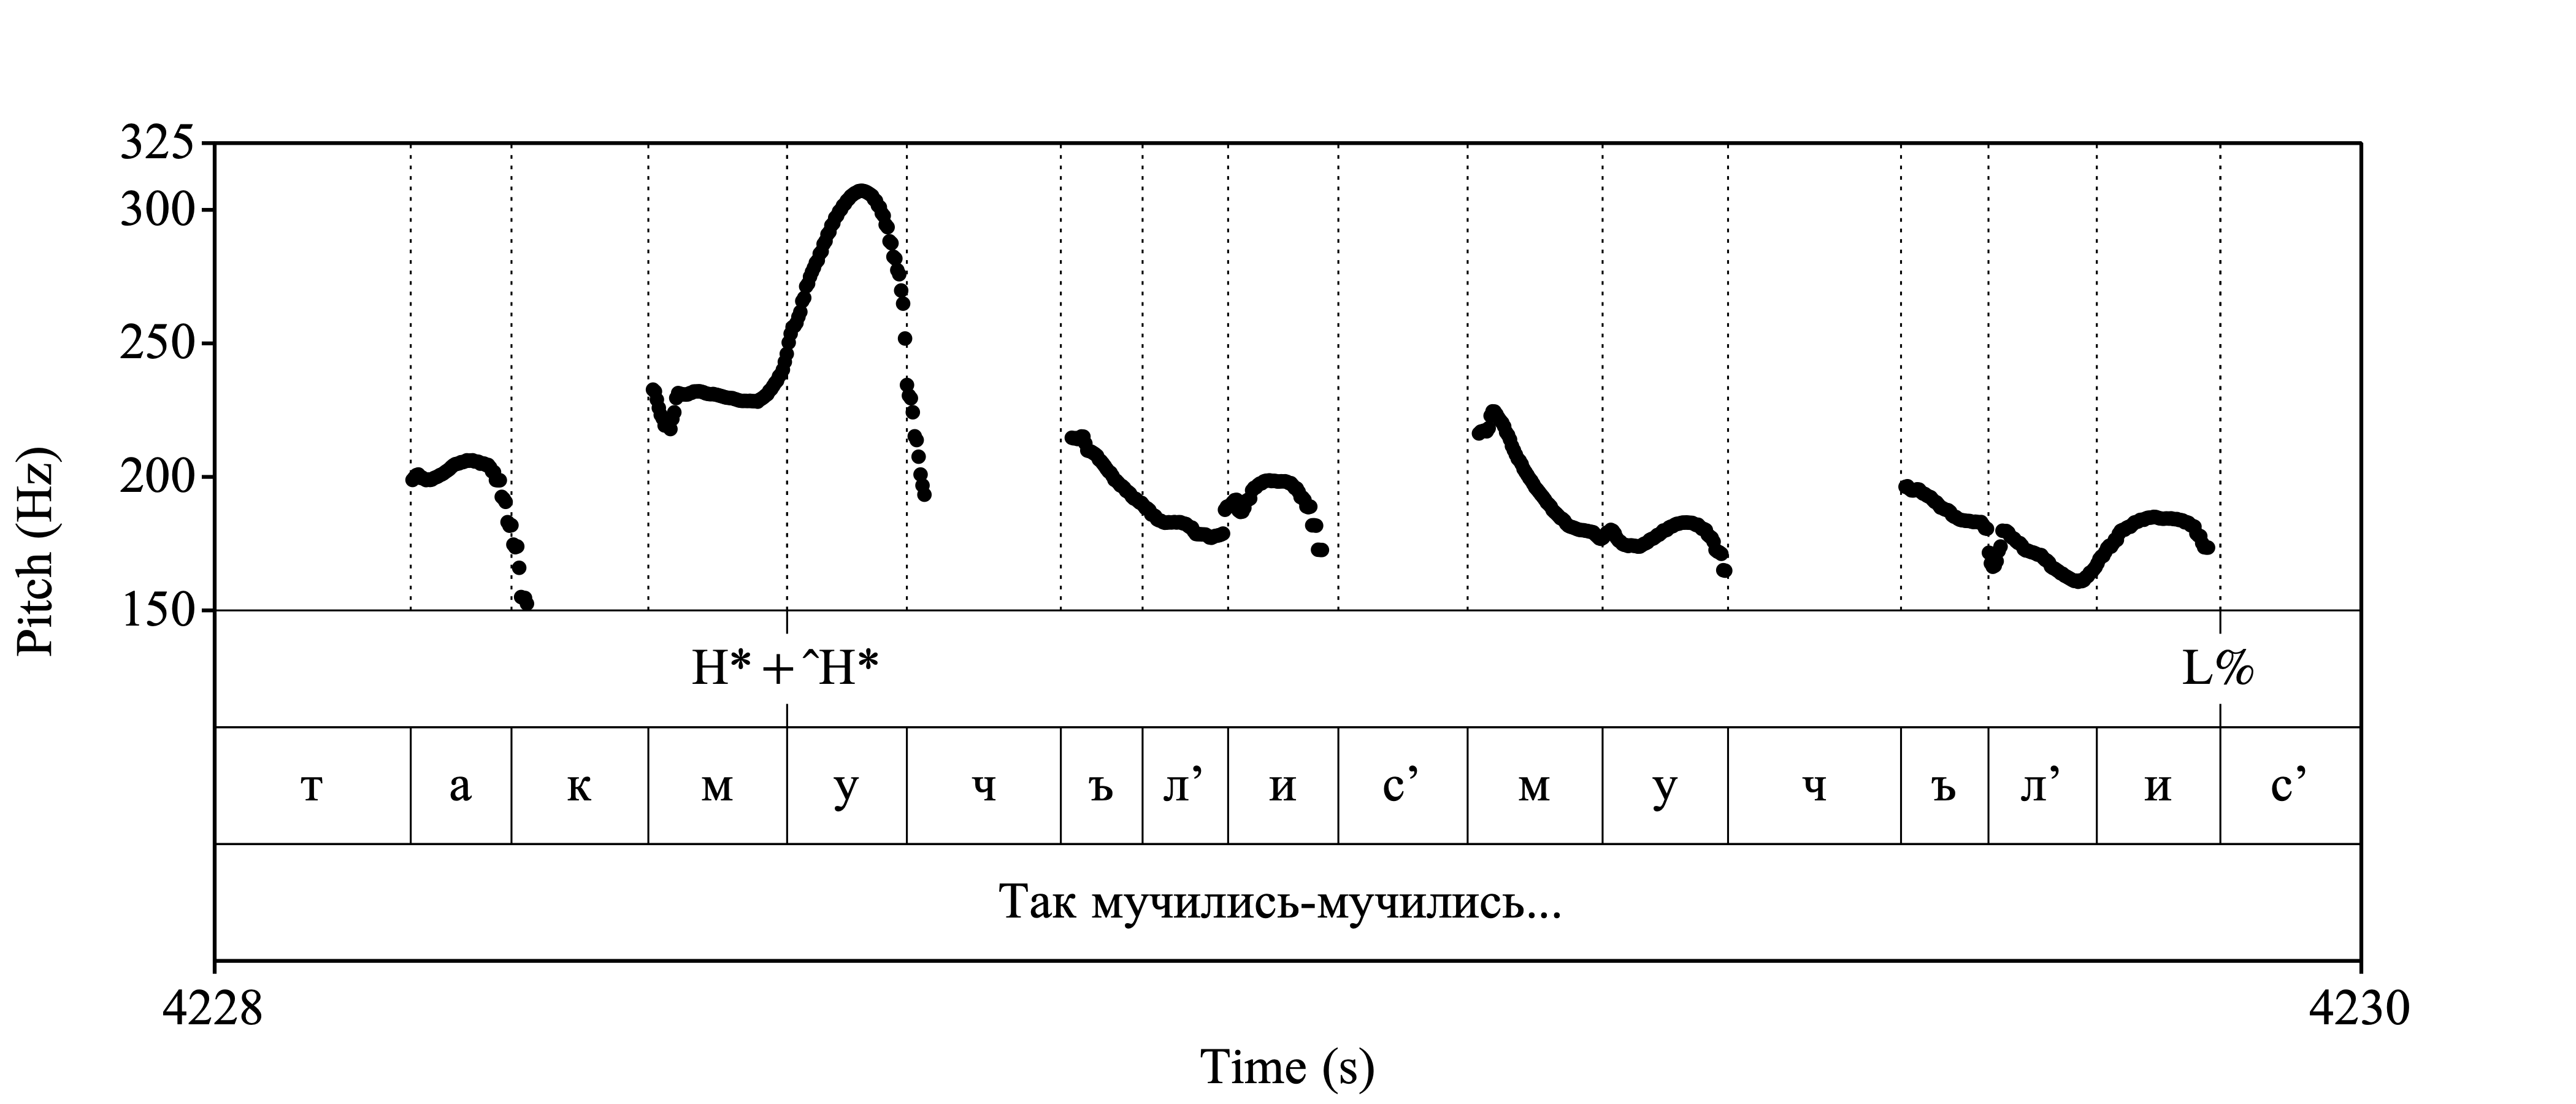 325
300
250
200
150
Pitch (Hz)
H* + ˆH* L%
т а к м у ч ъ л’ и с’ м у ч ъ л’ и с’
Так мучились-мучились...
4228 4230
Time (s)